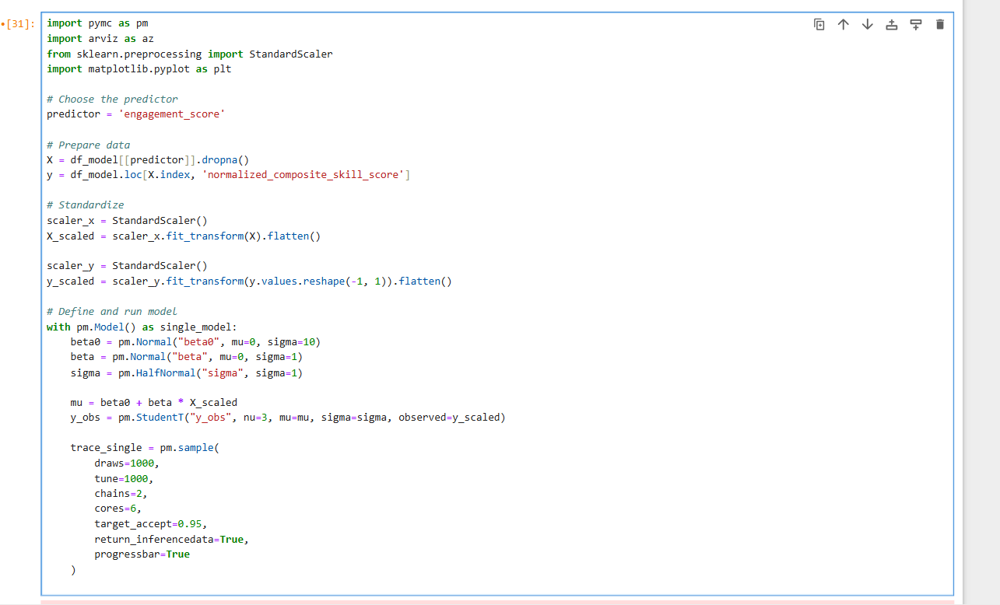 [31]:
import pymc as pm
import arviz as az
from sklearn.preprocessing import StandardScaler
import matplotlib.pyplot as plt

# Choose the predictor
predictor = 'engagement_score'

# Prepare data
X = df_model[[predictor]].dropna()
y = df_model.loc[X.index, 'normalized_composite_skill_score']

# Standardize
scaler_x = StandardScaler()
X_scaled = scaler_x.fit_transform(X).flatten()

scaler_y = StandardScaler()
y_scaled = scaler_y.fit_transform(y.values.reshape(-1, 1)).flatten()

# Define and run model
with pm.Model() as single_model:
    beta0 = pm.Normal("beta0", mu=0, sigma=10)
    beta = pm.Normal("beta", mu=0, sigma=1)
    sigma = pm.HalfNormal("sigma", sigma=1)

    mu = beta0 + beta * X_scaled
    y_obs = pm.StudentT("y_obs", nu=3, mu=mu, sigma=sigma, observed=y_scaled)

    trace_single = pm.sample(
        draws=1000,
        tune=1000,
        chains=2,
        cores=6,
        target_accept=0.95,
        return_inferencedata=True,
        progressbar=True
    )